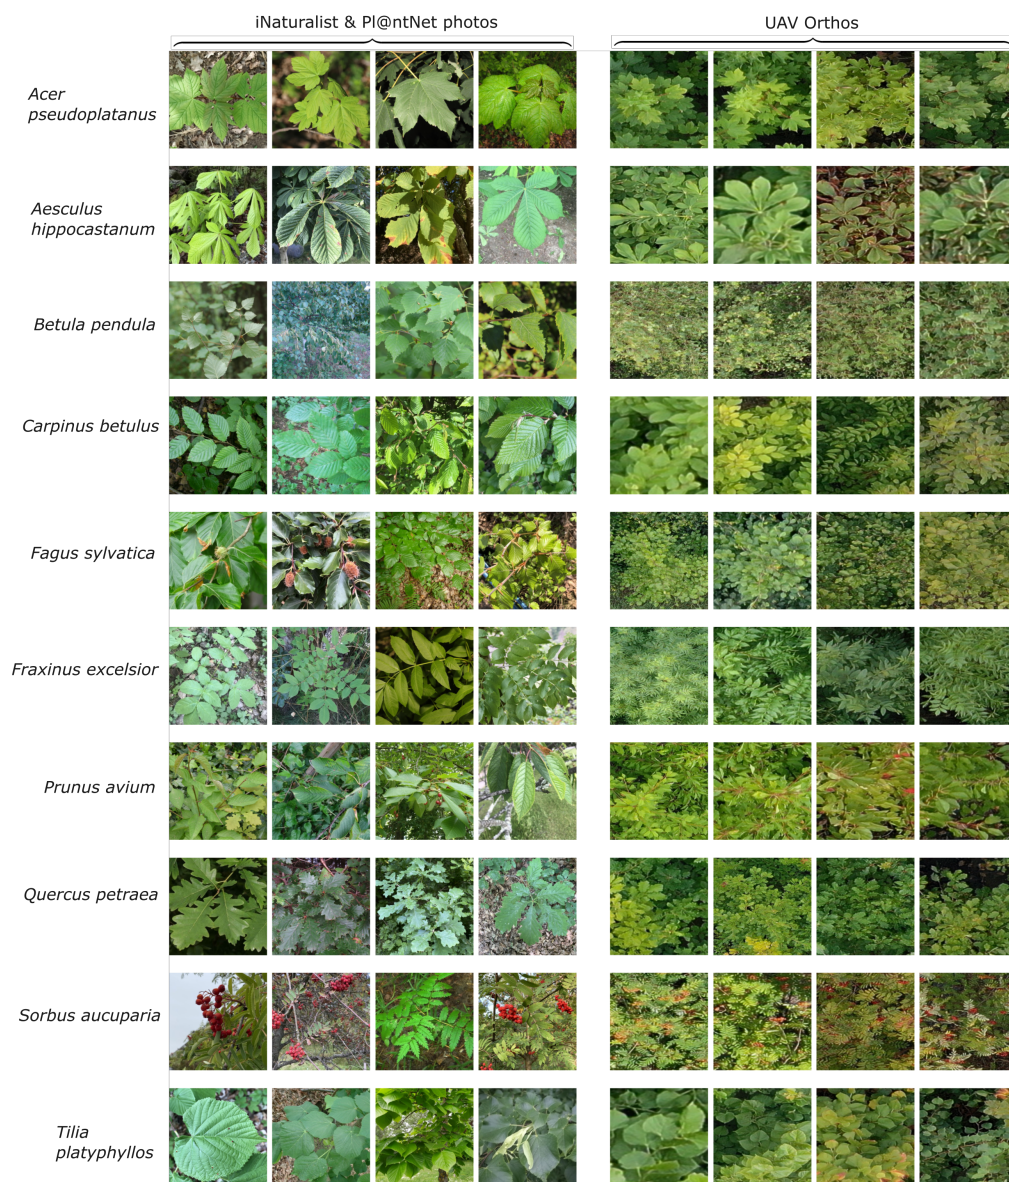 iNaturalist & Pl@ntNet photos
UAV Orthos
Acer
pseudoplatanus
Aesculus
hippocastanum
Betula pendula
Carpinus betulus
Fagus sylvatica
Fraxinus excelsior
Prunus avium
Quercus petraea
Sorbus aucuparia
Tilia
platyphyllos